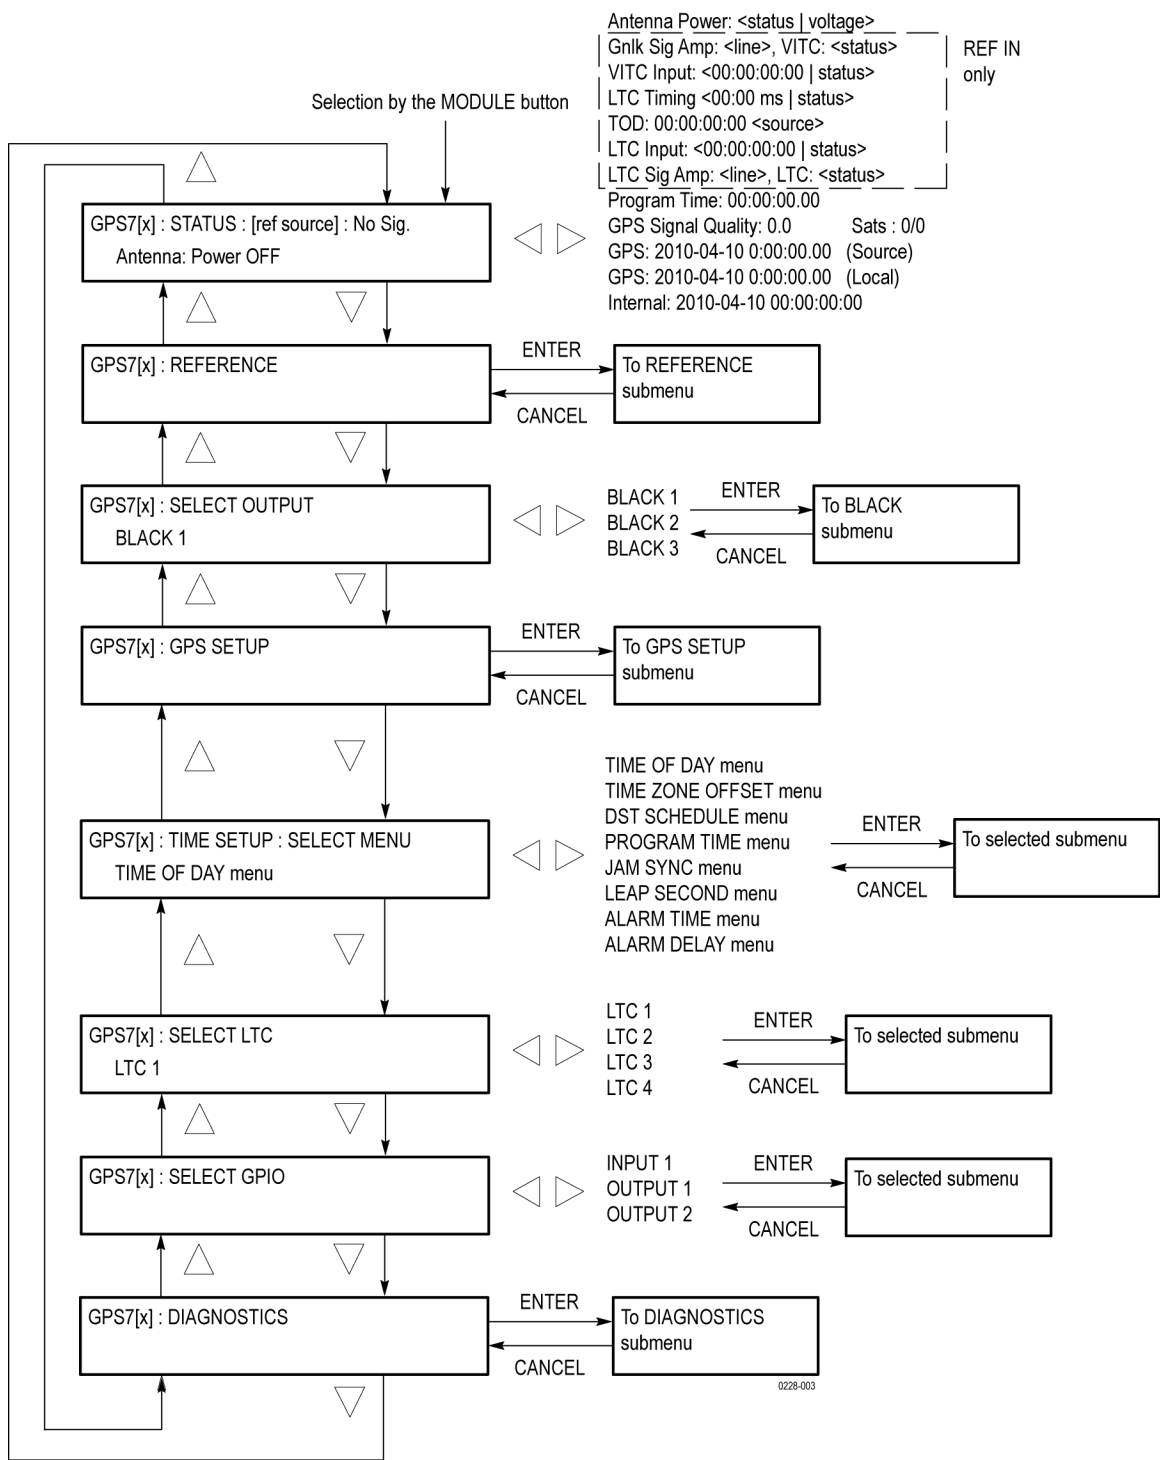 Antenna Power: <status | voltage>
Gnlk Sig Amp: <line>, VITC: <status>
VITC Input: <00:00:00:00 | status>
LTC Timing <00:00 ms | status>
TOD: 00:00:00:00 <source>
LTC Input: <00:00:00:00 | status>
LTC Sig Amp: <line>, LTC: <status>
REF IN
only
Program Time: 00:00:00.00
GPS Signal Quality: 0.0 Sats : 0/0
GPS: 2010-04-10 0:00:00.00 (Source)
GPS: 2010-04-10 0:00:00.00 (Local)
Internal: 2010-04-10 00:00:00:00
Selection by the MODULE button
GPS7[x] : STATUS : [ref source] : No Sig.
Antenna: Power OFF
GPS7[x] : REFERENCE
ENTER
CANCEL
To REFERENCE
submenu
GPS7[x] : SELECT OUTPUT
BLACK 1
BLACK 1
BLACK 2
BLACK 3
ENTER
CANCEL
To BLACK
submenu
GPS7[x] : GPS SETUP
ENTER
CANCEL
To GPS SETUP
submenu
GPS7[x] : TIME SETUP : SELECT MENU
TIME OF DAY menu
TIME OF DAY menu
TIME ZONE OFFSET menu
DST SCHEDULE menu
PROGRAM TIME menu
JAM SYNC menu
LEAP SECOND menu
ALARM TIME menu
ALARM DELAY menu
ENTER
CANCEL
To selected submenu
GPS7[x] : SELECT LTC
LTC 1
LTC 1
LTC 2
LTC 3
LTC 4
ENTER
CANCEL
To selected submenu
GPS7[x] : SELECT GPIO
INPUT 1
OUTPUT 1
OUTPUT 2
ENTER
CANCEL
To selected submenu
GPS7[x] : DIAGNOSTICS
ENTER
CANCEL
To DIAGNOSTICS
submenu
0228-003